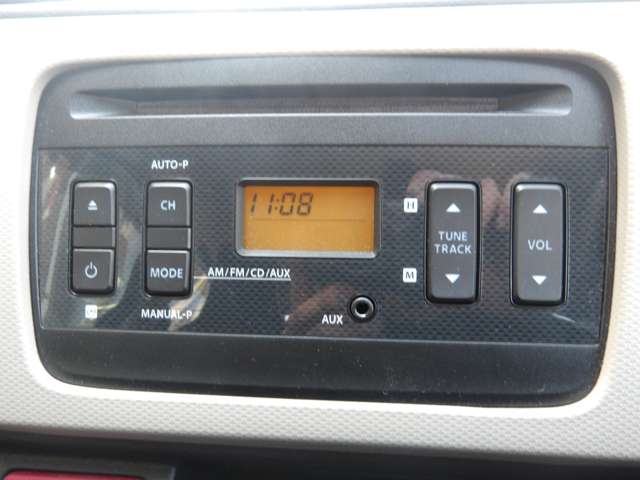 AUTO-P
CH
MODE
MANUAL-P
11:08
AM/FM/CD/AUX
AUX
H
M
TUNE
TRACK
VOL